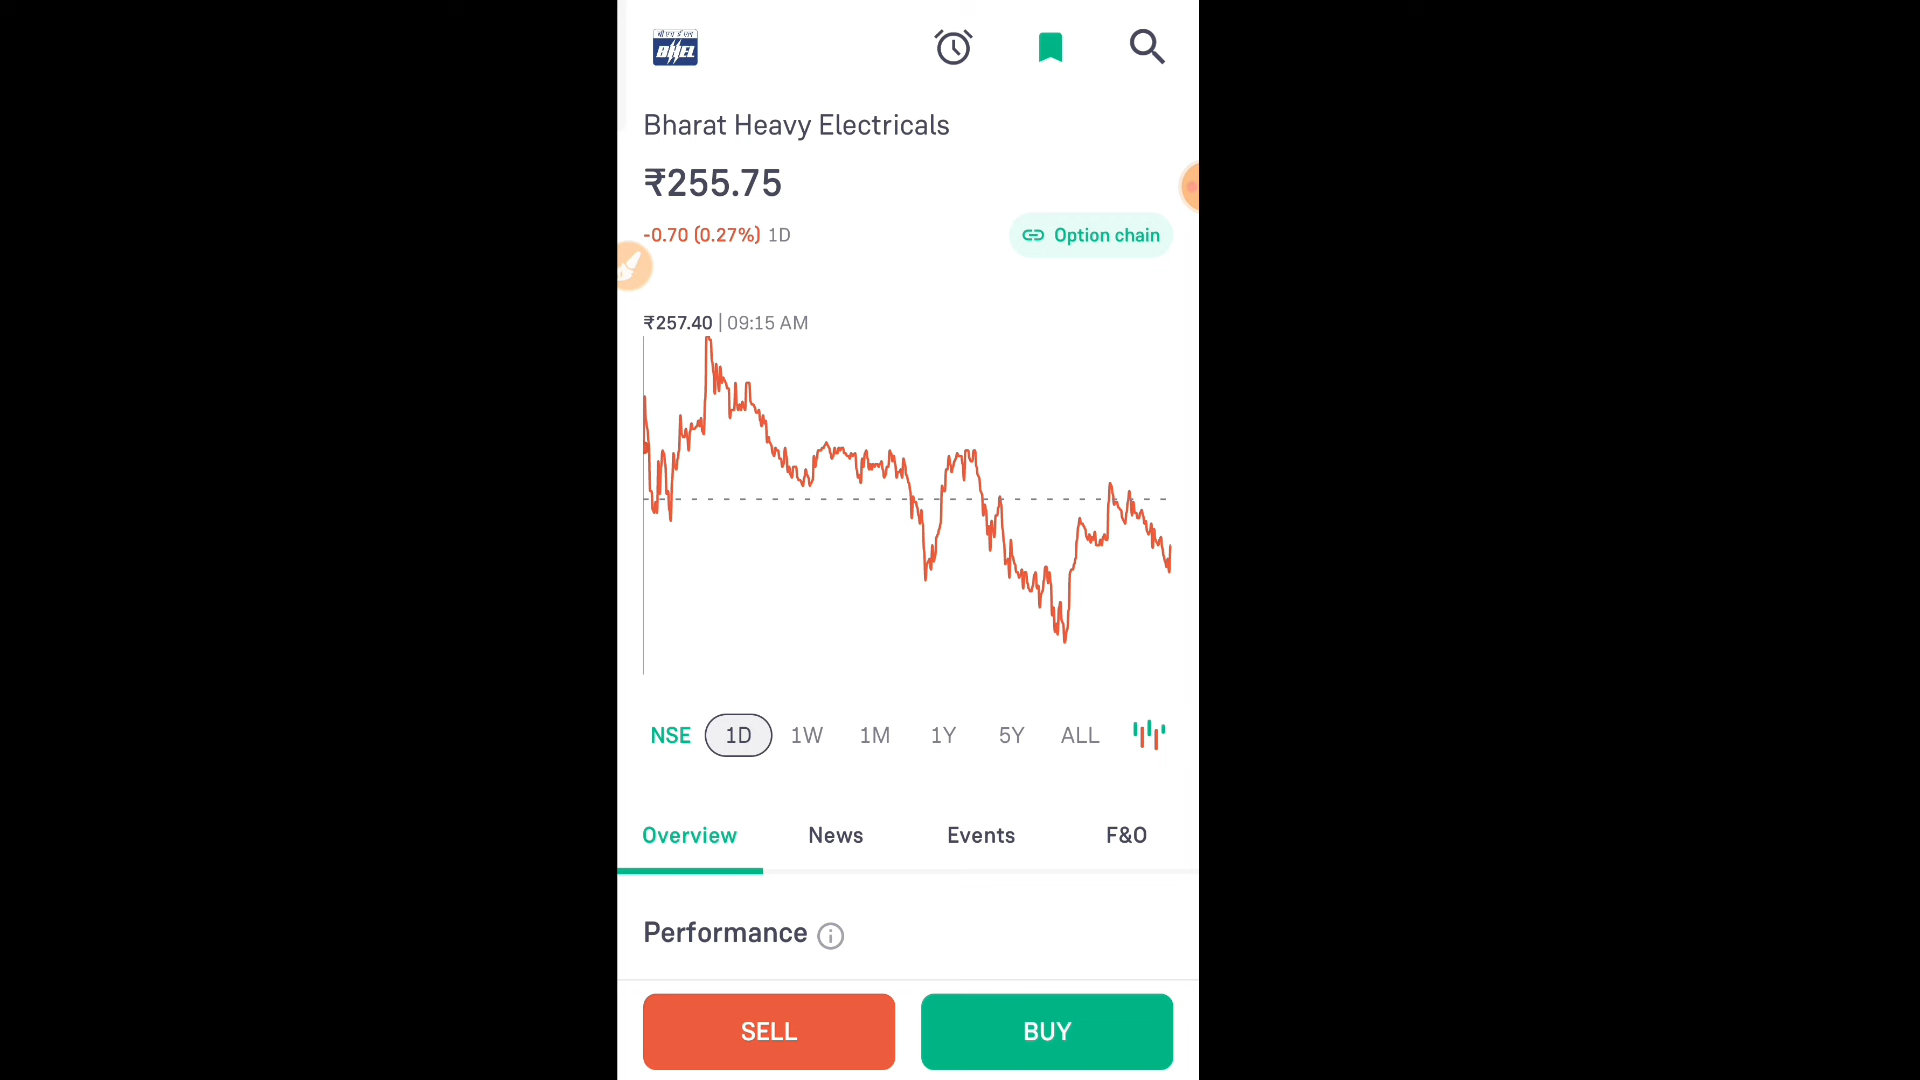 BHEL
Bharat Heavy Electricals
₹255.75
-0.70 (0.27%) 1D
Option chain
₹257.40 | 09:15 AM
NSE 1D 1W 1M 1Y 5Y ALL
Overview News Events F&O
Performance
SELL BUY